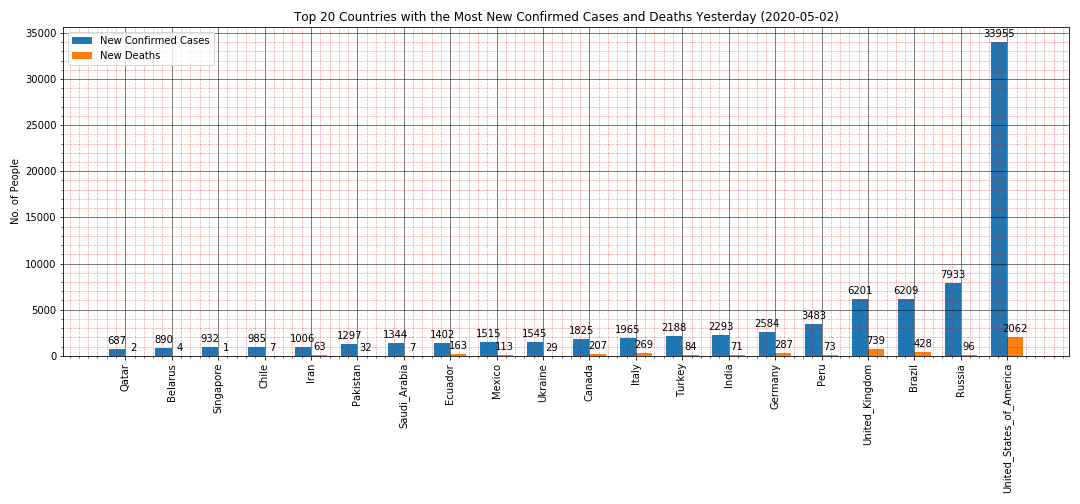 Top 20 Countries with the Most New Confirmed Cases and Deaths Yesterday (2020-05-02)
New Confirmed Cases
New Deaths
No. of People
35000
30000
25000
20000
15000
10000
5000
0
687 2
890 4
932 1
985 7
1006 63
1297 32
1344 7
1402 163
1515 113
1545 29
1825 207
1965 269
2188 84
2293 71
2584 287
3483 73
6201 739
6209 428
7933 96
33955 2062
Qatar
Belarus
Singapore
Chile
Iran
Pakistan
Saudi_Arabia
Ecuador
Mexico
Ukraine
Canada
Italy
Turkey
India
Germany
Peru
United_Kingdom
Brazil
Russia
United_States_of_America